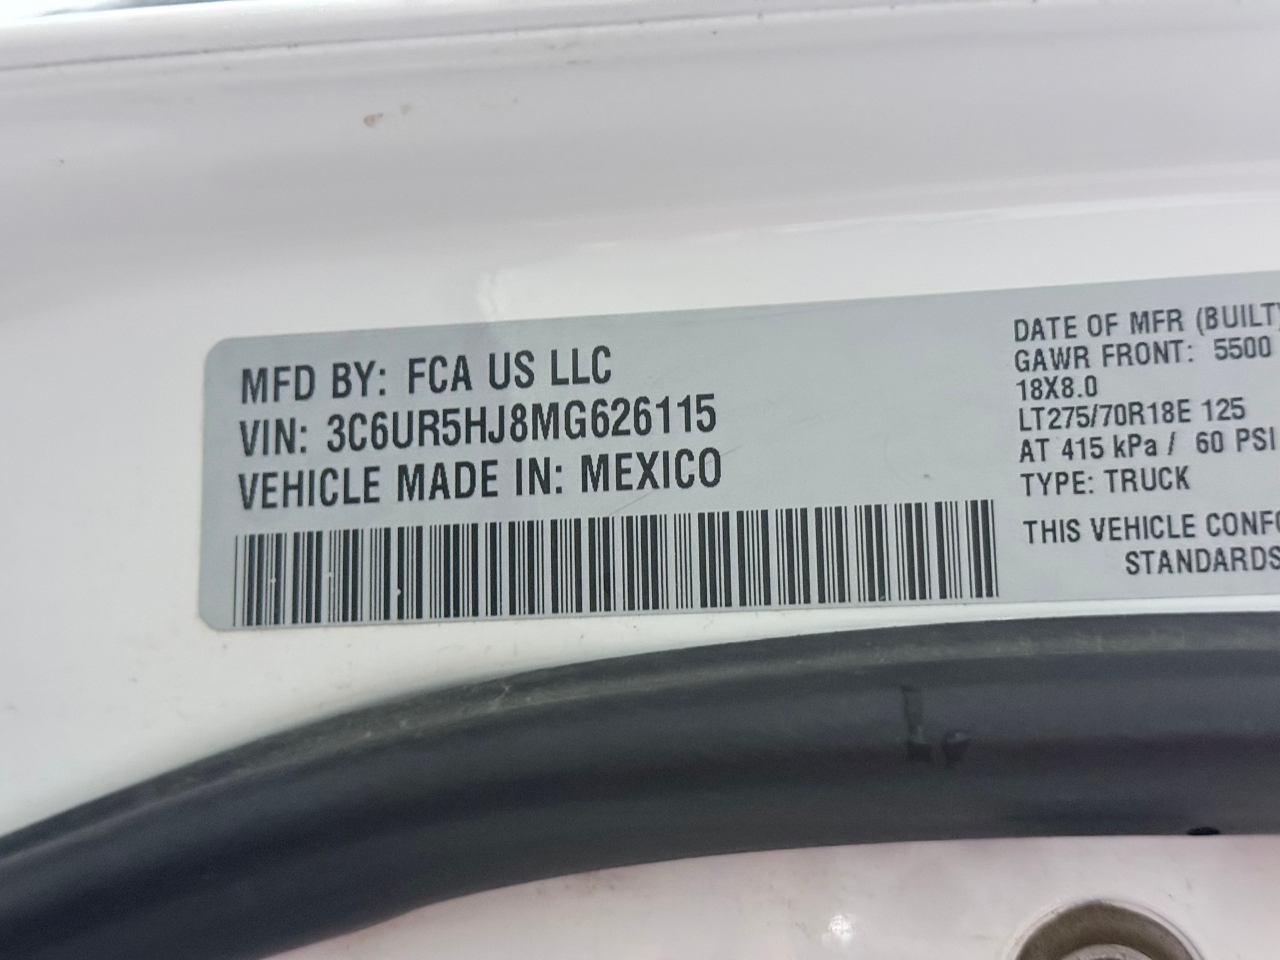 MFD BY: FCA US LLC
VIN: 3C6UR5HJ8MG626115
VEHICLE MADE IN: MEXICO
DATE OF MFR (BUILT)
GAWR FRONT: 5500
18X8.0
LT275/70R18E 125
AT 415 kPa / 60 PSI
TYPE: TRUCK
THIS VEHICLE
STANDARDS